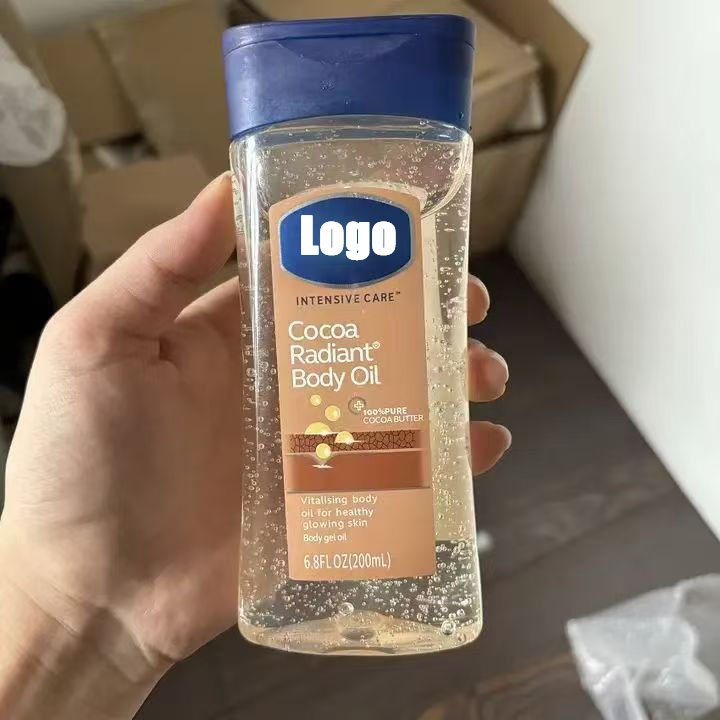 Logo
INTENSIVE CARE™
Cocoa
Radiant®
Body Oil
100%PURE
COCOA BUTTER
Vitalising body
oil for healthy
glowing skin
Body gel oil
6.8FL OZ(200mL)